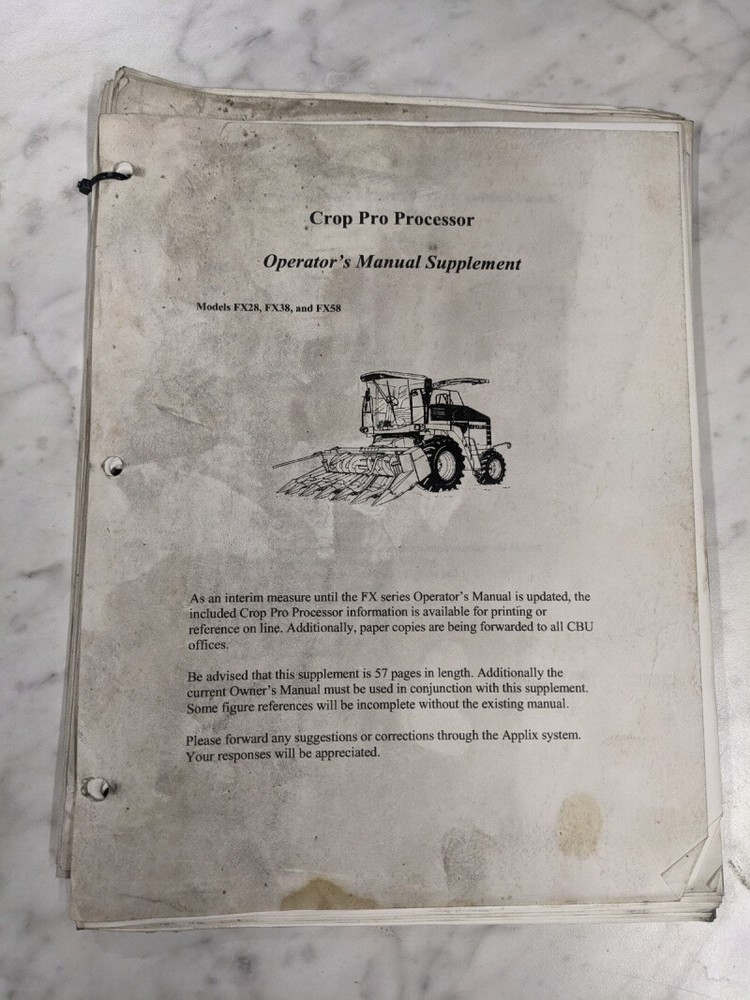 Crop Pro Processor
Operator's Manual Supplement
Models FX28, FX38, and FX58
As an interim measure until the FX series Operator's Manual is updated, the
included Crop Pro Processor information is available for printing or
reference on line. Additionally, paper copies are being forwarded to all CBU
offices.
Be advised that this supplement is 57 pages in length. Additionally the
current Owner's Manual must be used in conjunction with this supplement.
Some figure references will be incomplete without the existing manual.
Please forward any suggestions or corrections through the Applix system.
Your responses will be appreciated.